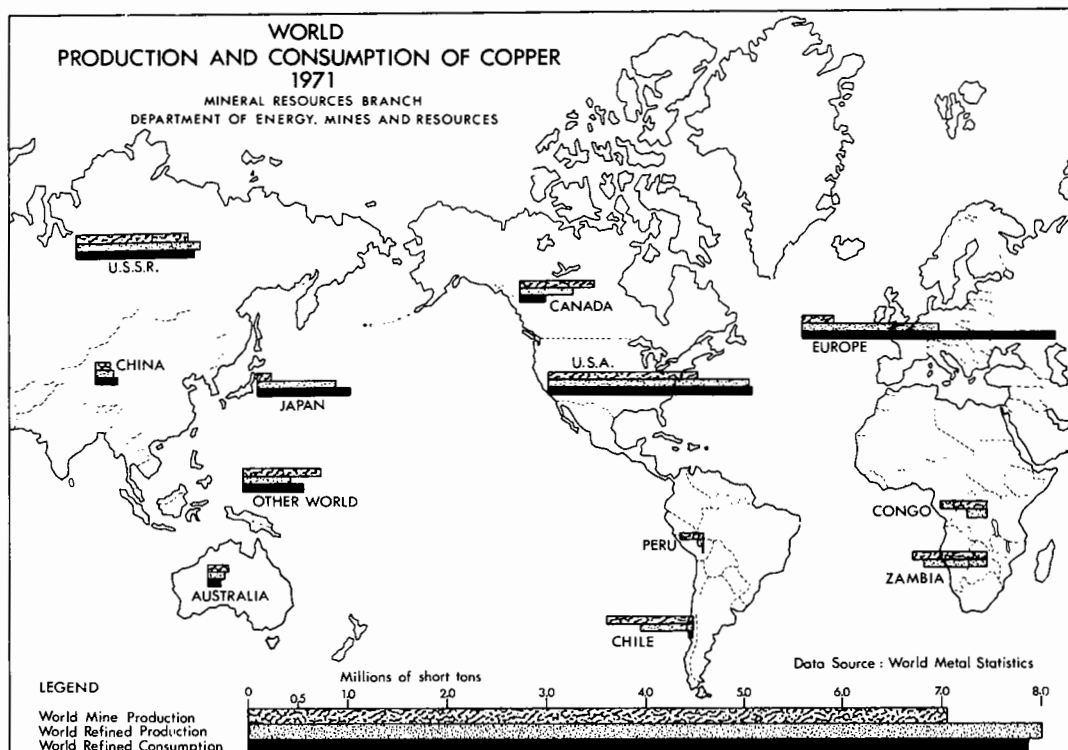 WORLD
PRODUCTION AND CONSUMPTION OF COPPER
1971
MINERAL RESOURCES BRANCH
DEPARTMENT OF ENERGY, MINES AND RESOURCES
U.S.S.R.
CANADA
EUROPE
U.S.A.
CHINA
JAPAN
OTHER WORLD
CONGO
PERU
ZAMBIA
AUSTRALIA
CHILE
Data Source : World Metal Statistics
LEGEND
Millions of short tons
0 0.5 1.0 2.0 3.0 4.0 5.0 6.0 7.0 8.0
World Mine Production
World Refined Production
World Refined Consumption